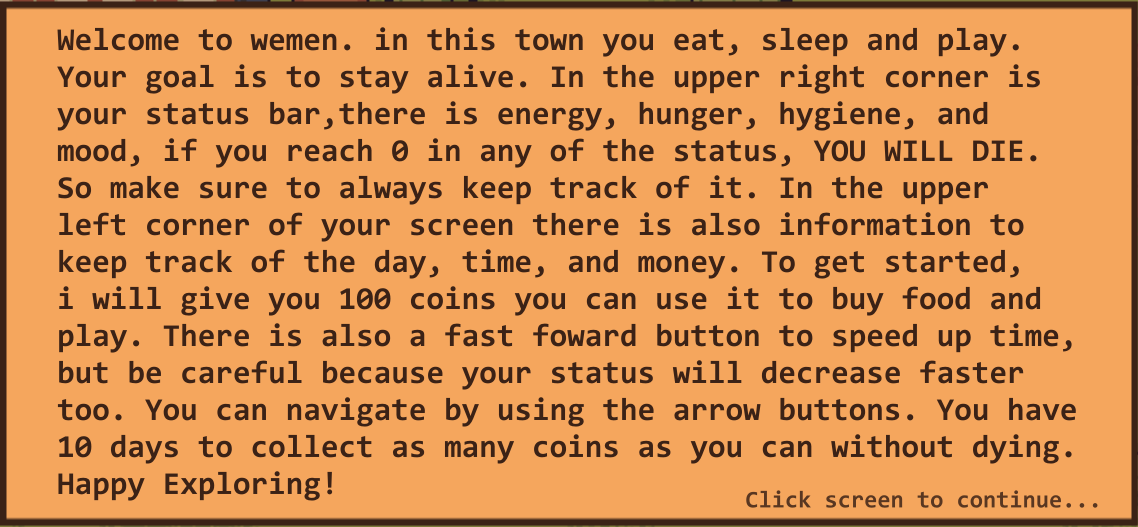 Welcome to wemen. in this town you eat, sleep and play.
Your goal is to stay alive. In the upper right corner is
your status bar,there is energy, hunger, hygiene, and
mood, if you reach 0 in any of the status, YOU WILL DIE.
So make sure to always keep track of it. In the upper
left corner of your screen there is also information to
keep track of the day, time, and money. To get started,
i will give you 100 coins you can use it to buy food and
play. There is also a fast foward button to speed up time,
but be careful because your status will decrease faster
too. You can navigate by using the arrow buttons. You have
10 days to collect as many coins as you can without dying.
Happy Exploring!
Click screen to continue...